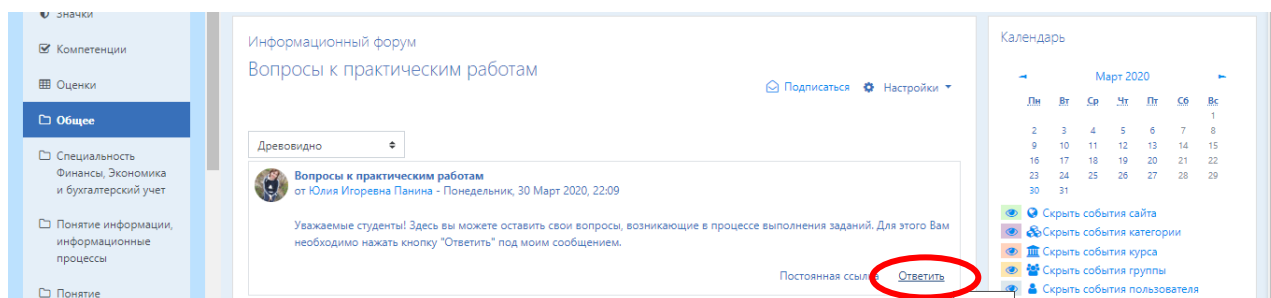 Значки
Компетенции
Оценки
Общее
Специальность
Финансы, Экономика
и бухгалтерский учет
Понятие информации,
информационные
процессы
Понятие
Информационный форум
Вопросы к практическим работам
Подписаться Настройки
Древовидно
Вопросы к практическим работам
от Юлия Игоревна Панина - Понедельник, 30 Март 2020, 22:09
Уважаемые студенты! Здесь вы можете оставить свои вопросы, возникающие в процессе выполнения заданий. Для этого Вам
необходимо нажать кнопку "Ответить" под моим сообщением.
Постоянная ссылка Ответить
Календарь
Март 2020
Пн Вт Ср Чт Пт Сб Вс
1
2 3 4 5 6 7 8
9 10 11 12 13 14 15
16 17 18 19 20 21 22
23 24 25 26 27 28 29
30 31
Скрыть события сайта
Скрыть события категории
Скрыть события курса
Скрыть события группы
Скрыть события пользователя